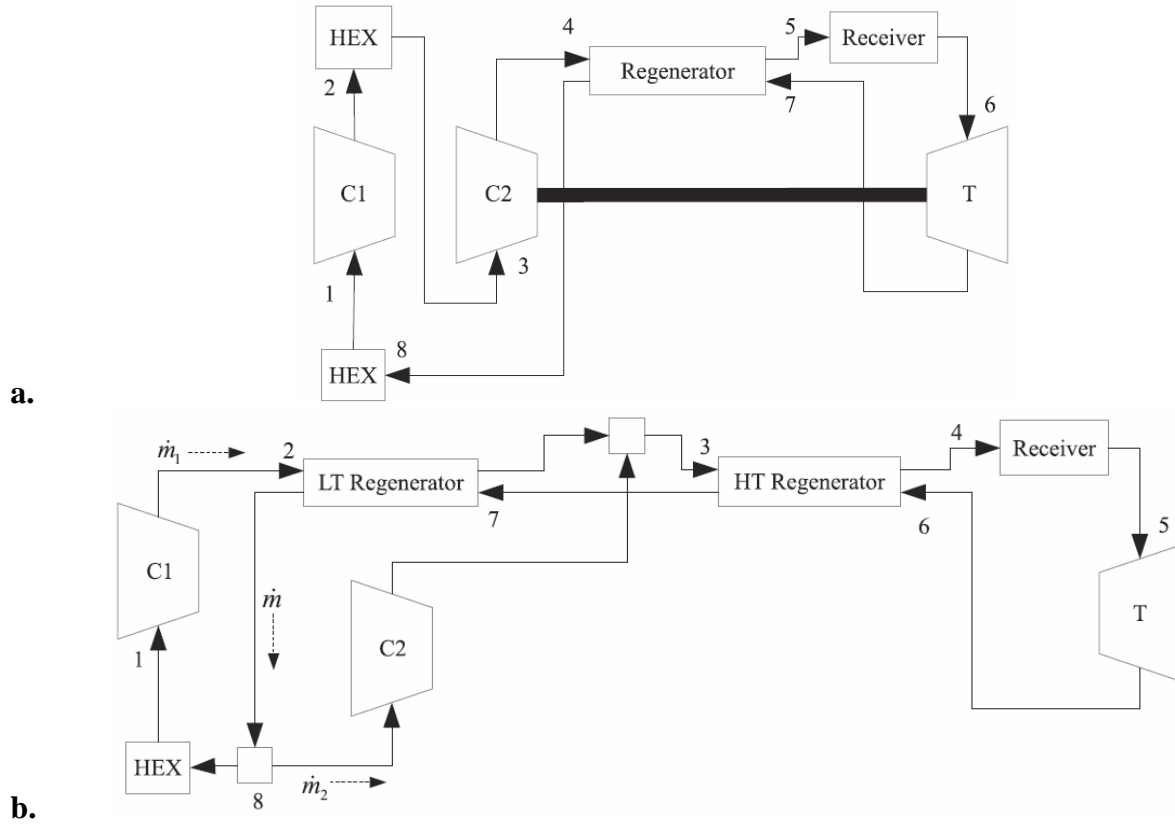 HEX
4
5
Receiver
Regenerator
2
7
6
C1
C2
T
3
1
8
HEX
a.
ṁ₁
2
3
4
Receiver
LT Regenerator
HT Regenerator
7
6
5
C1
ṁ
C2
T
1
HEX
ṁ₂
8
b.